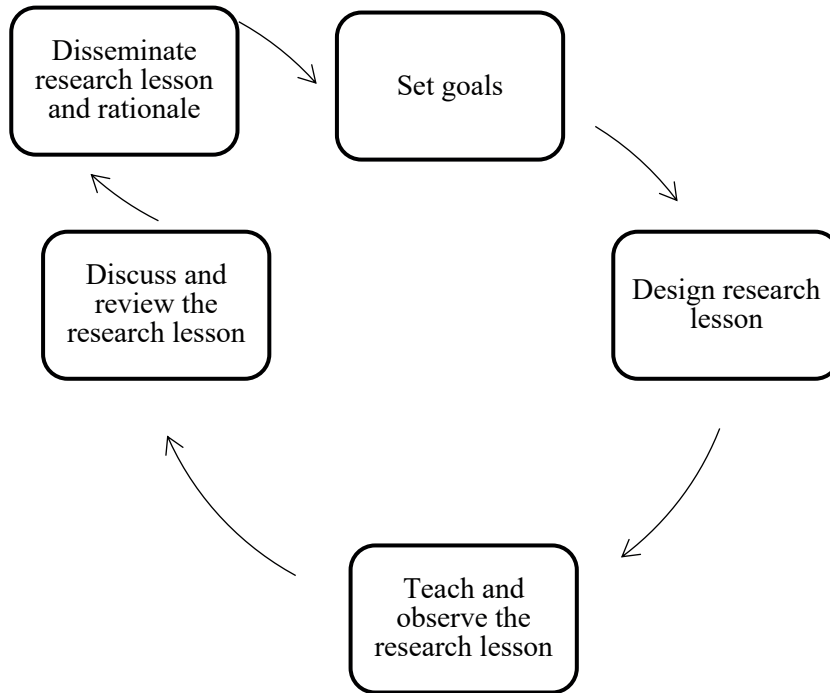 Disseminate
research lesson
and rationale
Set goals
Discuss and
review the
research lesson
Design research
lesson
Teach and
observe the
research lesson